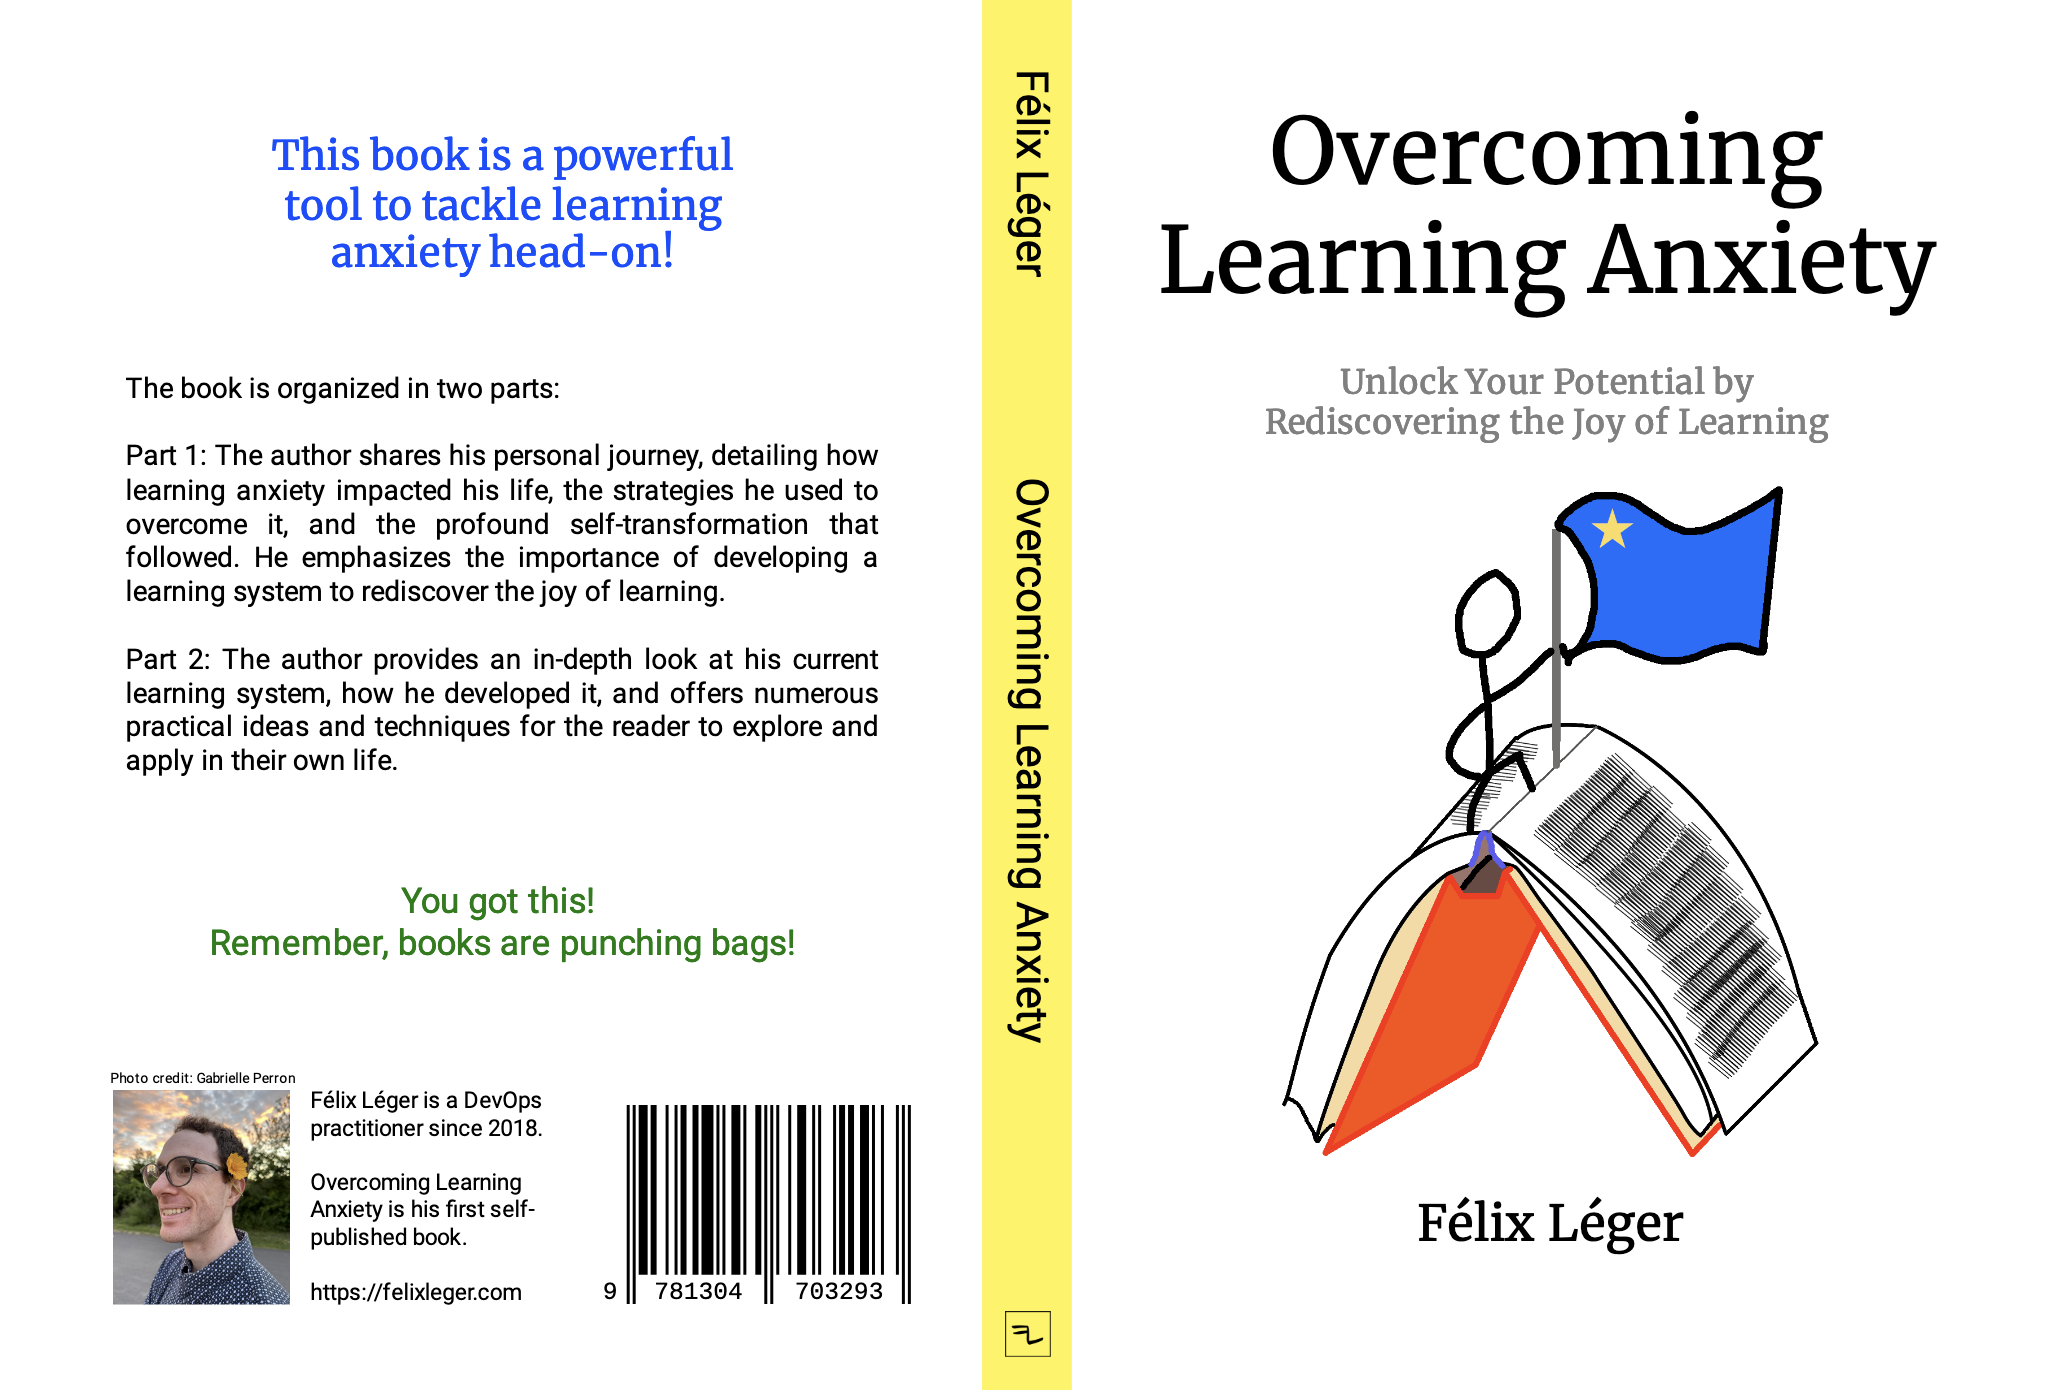 This book is a powerful
tool to tackle learning
anxiety head-on!
The book is organized in two parts:
Part 1: The author shares his personal journey, detailing how
learning anxiety impacted his life, the strategies he used to
overcome it, and the profound self-transformation that
followed. He emphasizes the importance of developing a
learning system to rediscover the joy of learning.
Part 2: The author provides an in-depth look at his current
learning system, how he developed it, and offers numerous
practical ideas and techniques for the reader to explore and
apply in their own life.
You got this!
Remember, books are punching bags!
Photo credit: Gabrielle Perron
Félix Léger is a DevOps
practitioner since 2018.
Overcoming Learning
Anxiety is his first self-
published book.
https://felixleger.com
9 781304 703293
Félix Léger
Overcoming Learning Anxiety
Overcoming
Learning Anxiety
Unlock Your Potential by
Rediscovering the Joy of Learning
Félix Léger